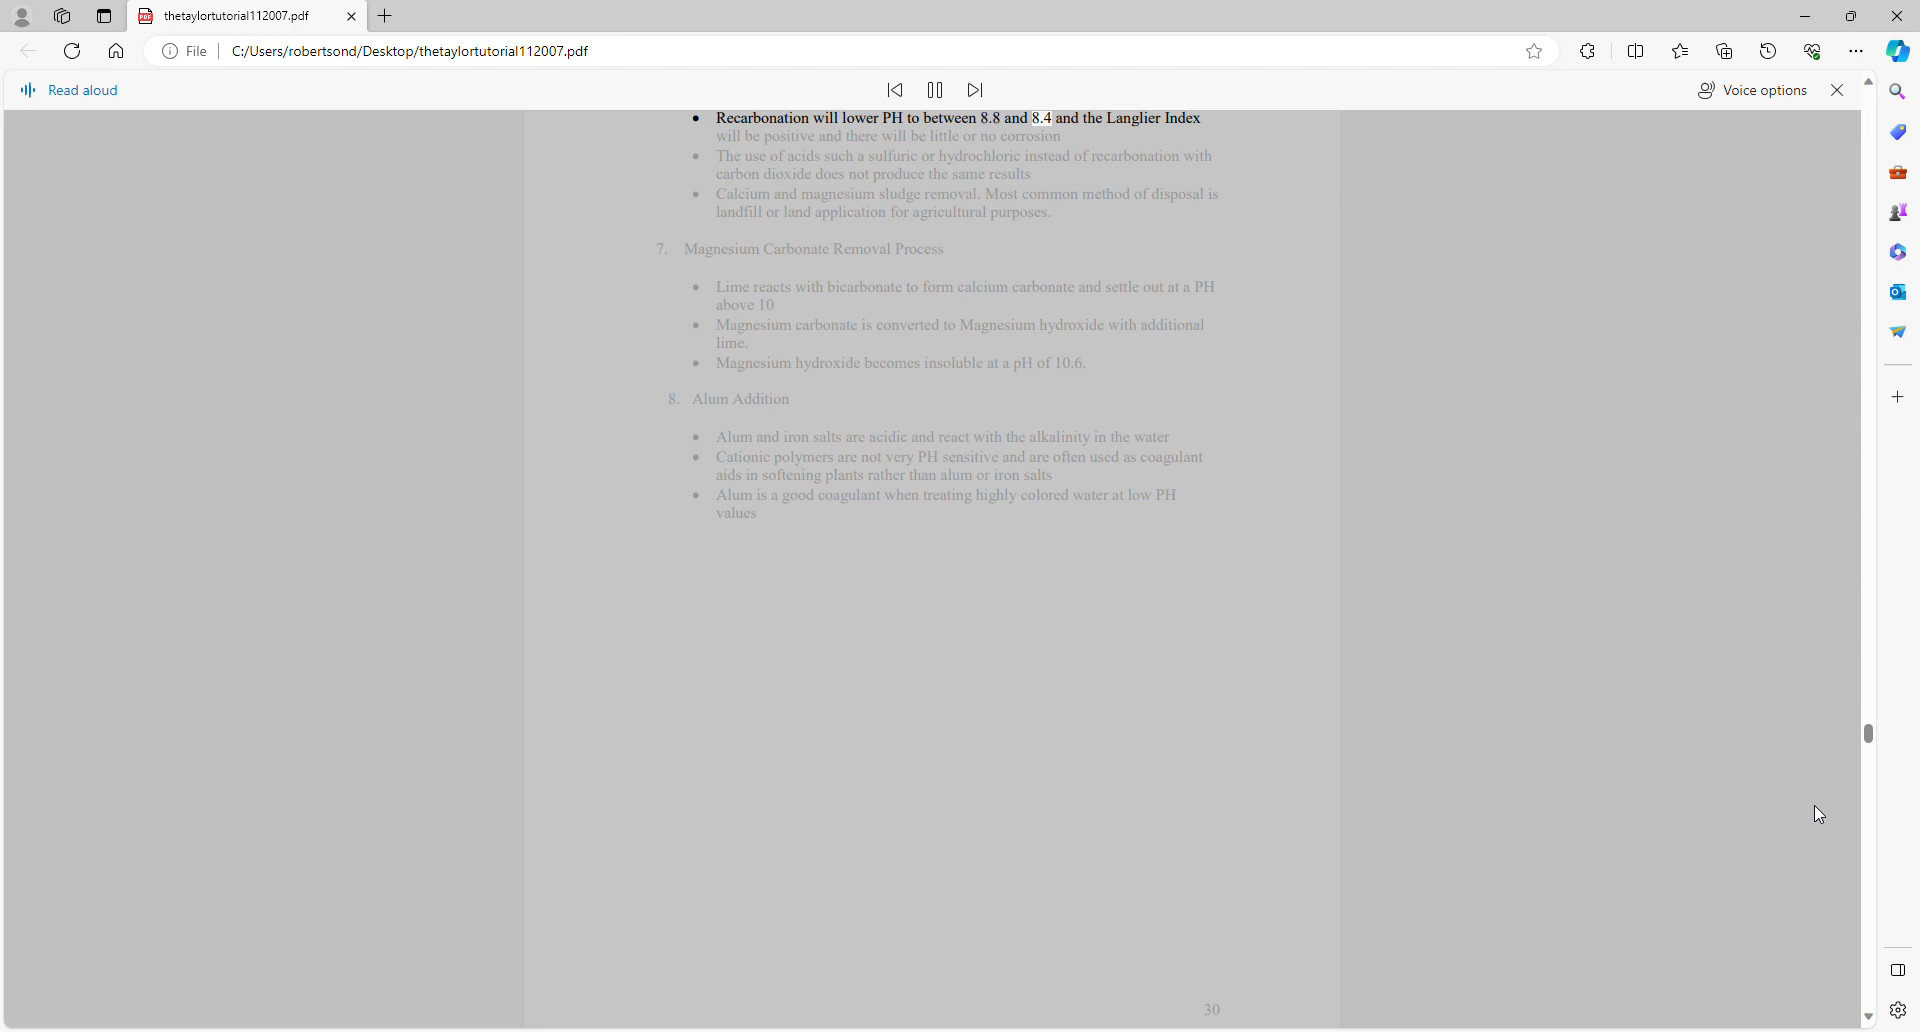 thetaylortutorial112007.pdf
File C:/Users/robertsond/Desktop/thetaylortutorial112007.pdf
Read aloud
Voice options
• Recarbonation will lower PH to between 8.8 and 8.4 and the Langlier Index
will be positive and there will be little or no corrosion
• The use of acids such a sulfuric or hydrochloric instead of recarbonation with
carbon dioxide does not produce the same results
• Calcium and magnesium sludge removal. Most common method of disposal is
landfill or land application for agricultural purposes.
7. Magnesium Carbonate Removal Process
• Lime reacts with bicarbonate to form calcium carbonate and settle out at a PH
above 10
• Magnesium carbonate is converted to Magnesium hydroxide with additional
lime.
• Magnesium hydroxide becomes insoluble at a pH of 10.6.
8. Alum Addition
• Alum and iron salts are acidic and react with the alkalinity in the water
• Cationic polymers are not very PH sensitive and are often used as coagulant
aids in softening plants rather than alum or iron salts
• Alum is a good coagulant when treating highly colored water at low PH
values
30